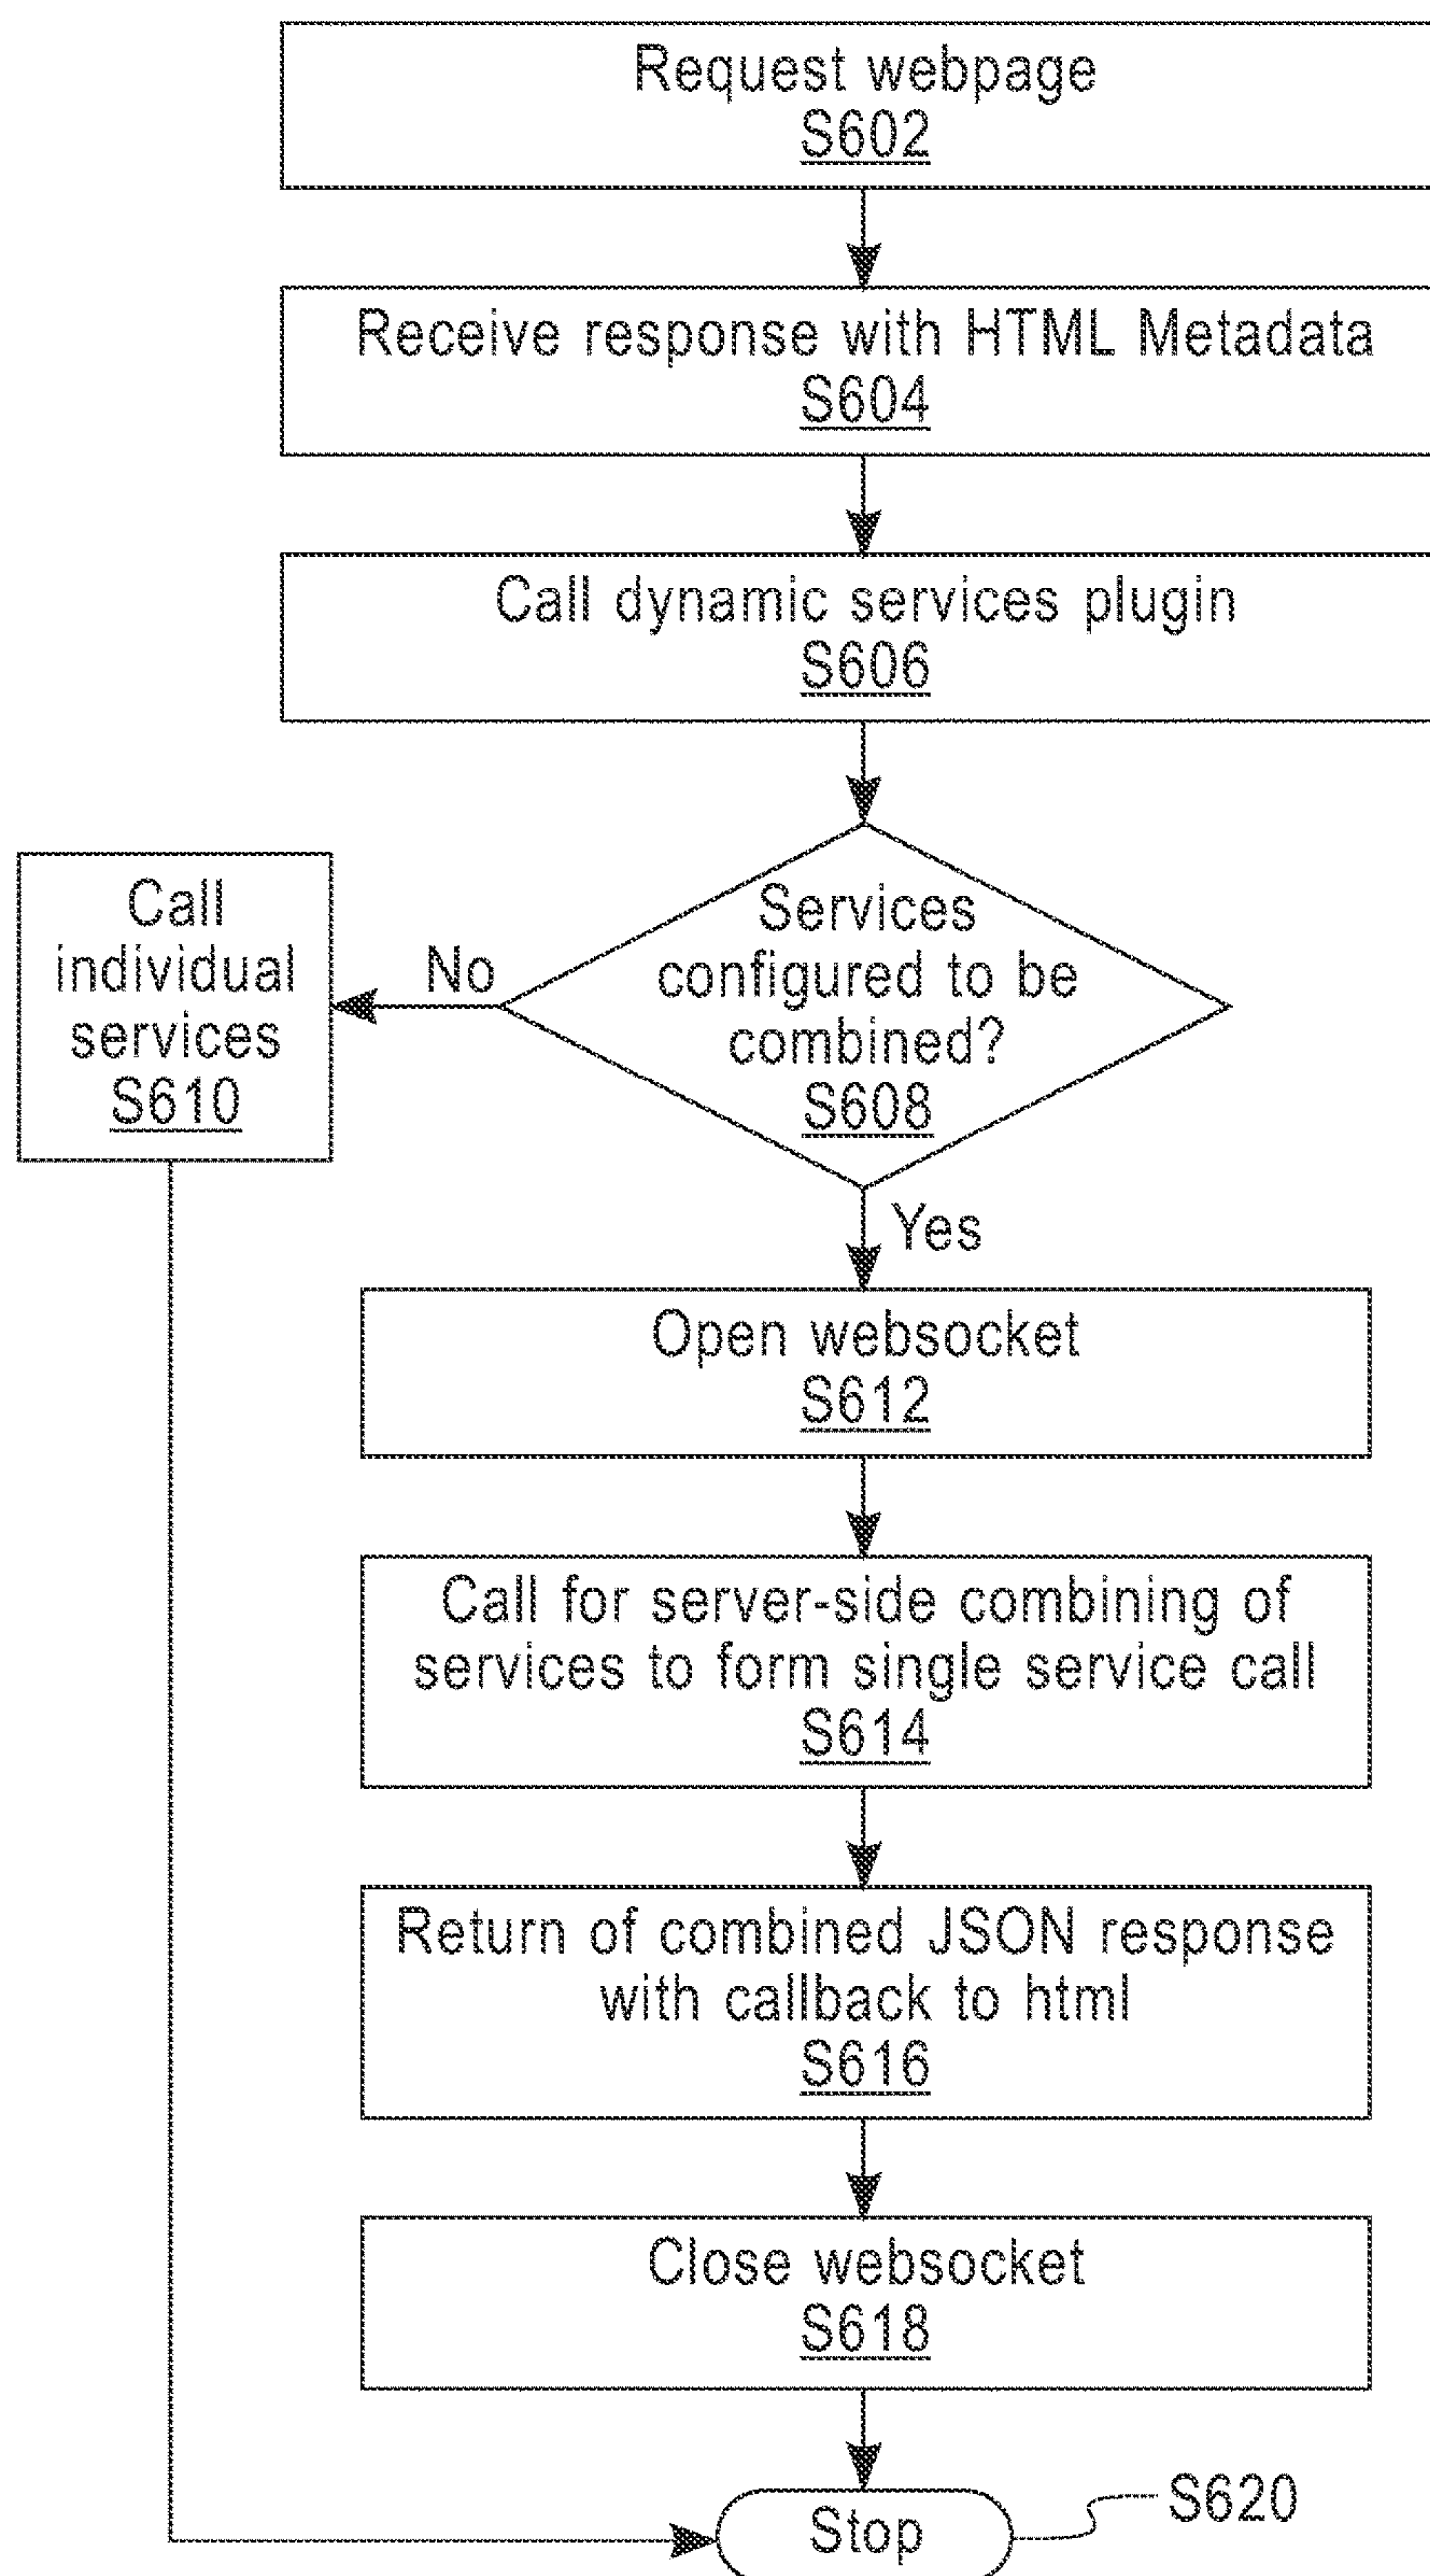 Request webpage
S602
Receive response with HTML Metadata
S604
Call dynamic services plugin
S606
Services
configured to be
combined?
S608
No
Call
individual
services
S610
Yes
Open websocket
S612
Call for server-side combining of
services to form single service call
S614
Return of combined JSON response
with callback to html
S616
Close websocket
S618
Stop
S620